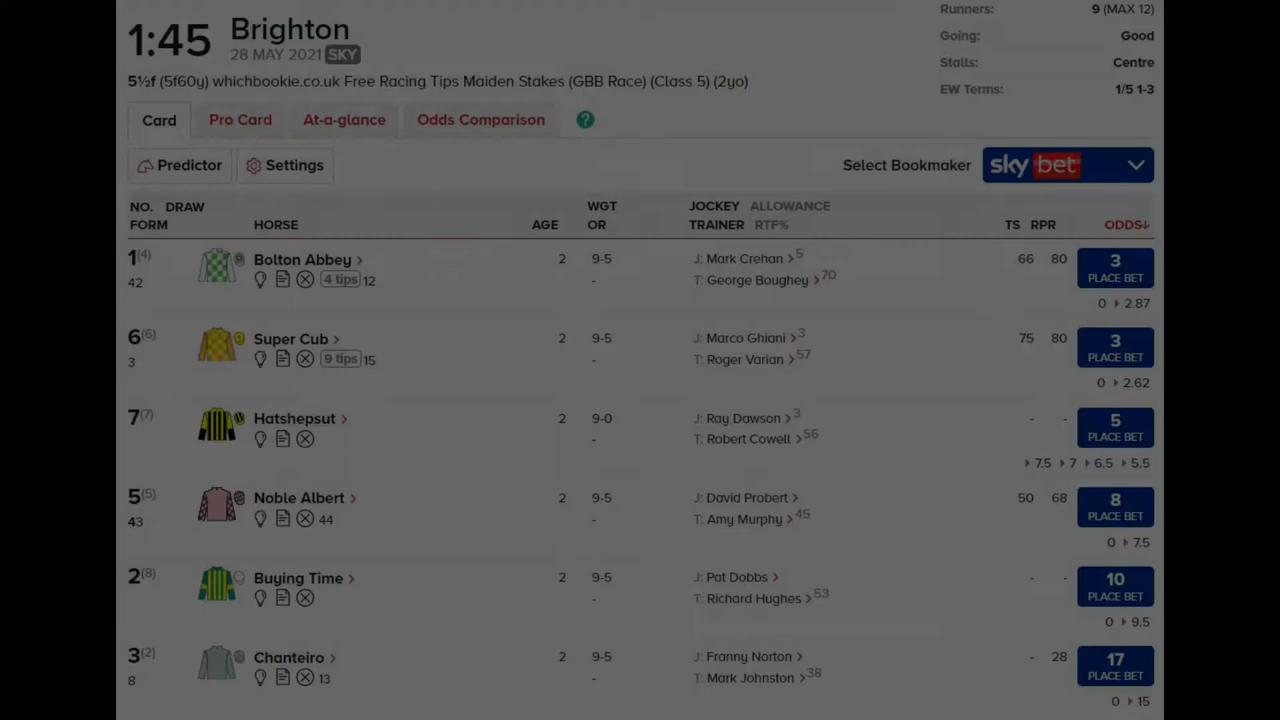 1:45 Brighton
28 MAY 2021 SKY
5½f (5f60y) whichbookie.co.uk Free Racing Tips Maiden Stakes (GBB Race) (Class 5) (2yo)
Runners: 9 (MAX 12)
Going: Good
Stalls: Centre
EW Terms: 1/5 1-3
Card Pro Card At-a-glance Odds Comparison ?
Predictor Settings Select Bookmaker sky bet
NO. DRAW WGT JOCKEY ALLOWANCE
FORM HORSE AGE OR TRAINER RTF% TS RPR ODDS
1(4) Bolton Abbey 2 9-5 J: Mark Crehan 5 66 80 3
42 4 tips 12 - T: George Boughey 70 PLACE BET
0 2.87
6(6) Super Cub 2 9-5 J: Marco Ghiani 3 75 80 3
3 9 tips 15 - T: Roger Varian 57 PLACE BET
0 2.62
7(7) Hatshepsut 2 9-0 J: Ray Dawson 3 - - 5
- T: Robert Cowell 56 PLACE BET
7.5 7 6.5 5.5
5(5) Noble Albert 2 9-5 J: David Probert 50 68 8
43 44 - T: Amy Murphy 45 PLACE BET
0 7.5
2(8) Buying Time 2 9-5 J: Pat Dobbs - - 10
- T: Richard Hughes 53 PLACE BET
0 9.5
3(2) Chanteiro 2 9-5 J: Franny Norton - 28 17
8 13 - T: Mark Johnston 38 PLACE BET
0 15